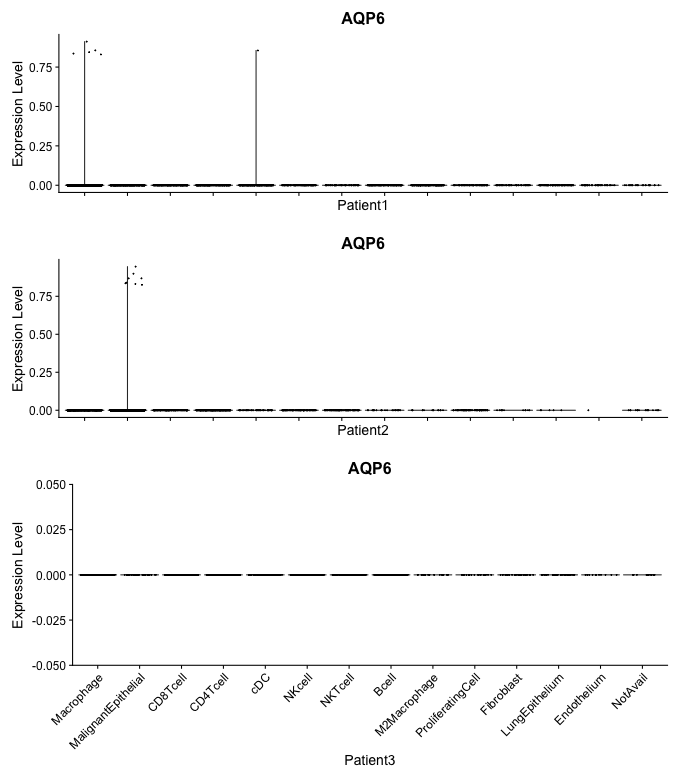 AQP6
Expression Level
0.75
0.50
0.25
0.00
Patient1
AQP6
Expression Level
0.75
0.50
0.25
0.00
Patient2
AQP6
Expression Level
0.050
0.025
0.000
-0.025
-0.050
Macrophage
MalignantEpithelial
CD8Tcell
CD4Tcell
cDC
NKcell
NKTcell
Bcell
M2Macrophage
ProliferatingCell
Fibroblast
LungEpithelium
Endothelium
NotAvail
Patient3